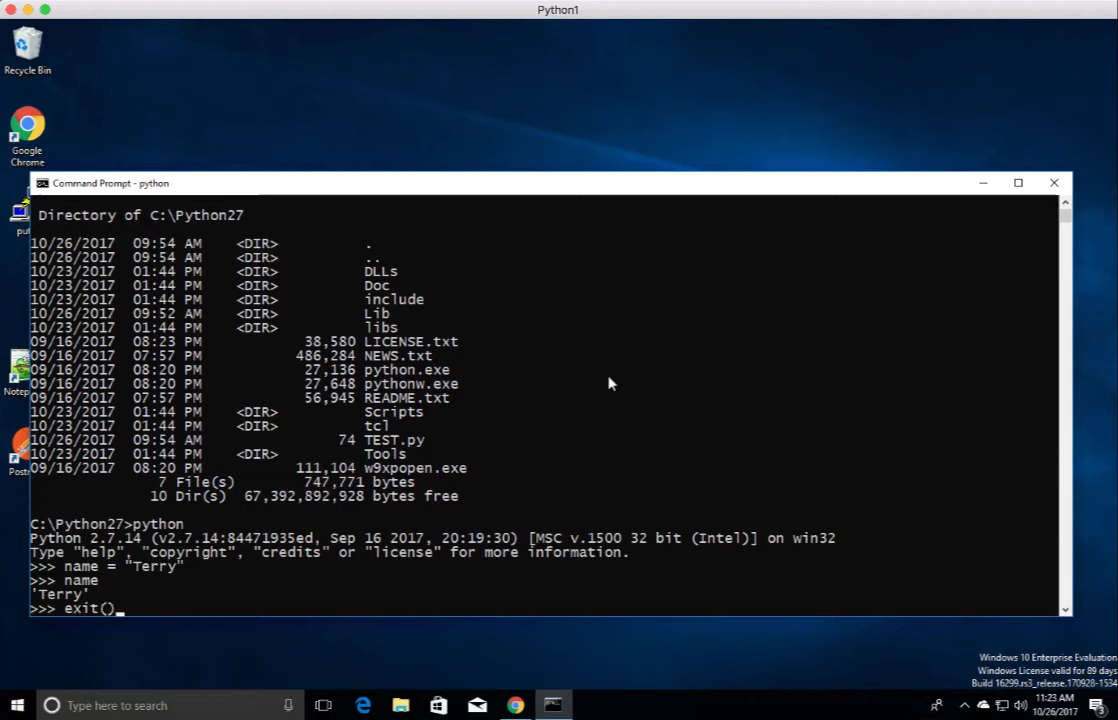 Python1
Recycle Bin
Google
Chrome
Command Prompt - python
Directory of C:\Python27
10/26/2017 09:54 AM <DIR> .
10/26/2017 09:54 AM <DIR> ..
10/23/2017 01:44 PM <DIR> DLLs
10/23/2017 01:44 PM <DIR> Doc
10/23/2017 01:44 PM <DIR> include
10/26/2017 09:52 AM <DIR> Lib
10/23/2017 01:44 PM <DIR> libs
09/16/2017 08:23 PM 38,580 LICENSE.txt
09/16/2017 07:57 PM 486,284 NEWS.txt
09/16/2017 08:20 PM 27,136 python.exe
09/16/2017 08:20 PM 27,648 pythonw.exe
09/16/2017 07:57 PM 56,945 README.txt
10/23/2017 01:44 PM <DIR> Scripts
10/23/2017 01:44 PM <DIR> tcl
10/26/2017 09:54 AM 74 TEST.py
10/23/2017 01:44 PM <DIR> Tools
09/16/2017 08:20 PM 111,104 w9xpopen.exe
7 File(s) 747,771 bytes
10 Dir(s) 67,392,892,928 bytes free
C:\Python27>python
Python 2.7.14 (v2.7.14:84471935ed, Sep 16 2017, 20:19:30) [MSC v.1500 32 bit (Intel)] on win32
Type "help", "copyright", "credits" or "license" for more information.
>>> name = "Terry"
>>> name
'Terry'
>>> exit()
pu
Notep
Post
Windows 10 Enterprise Evaluation
Windows License valid for 89 days
Build 16299.rs3_release.170928-1534
Type here to search
11:23 AM
10/26/2017
3